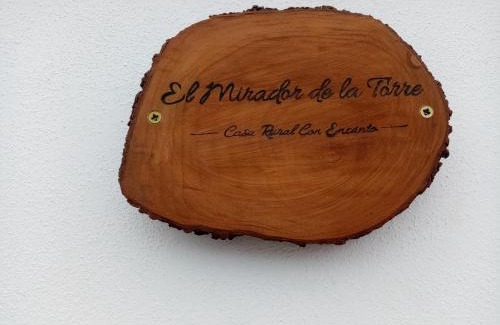 El Mirador de la Torre
Casa Rural Con Encanto